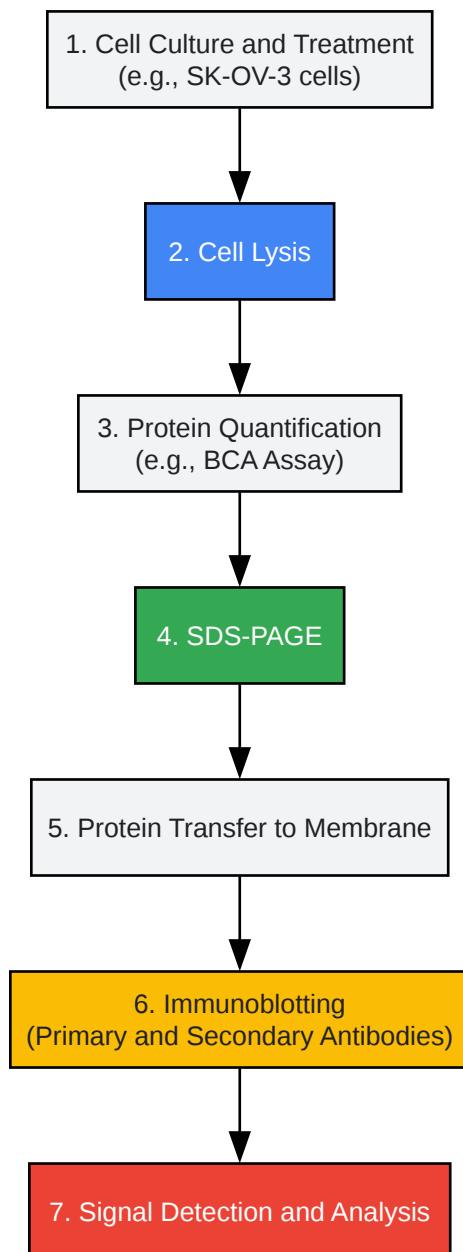 1. Cell Culture and Treatment
(e.g., SK-OV-3 cells)
2. Cell Lysis
3. Protein Quantification
(e.g., BCA Assay)
4. SDS-PAGE
5. Protein Transfer to Membrane
6. Immunoblotting
(Primary and Secondary Antibodies)
7. Signal Detection and Analysis